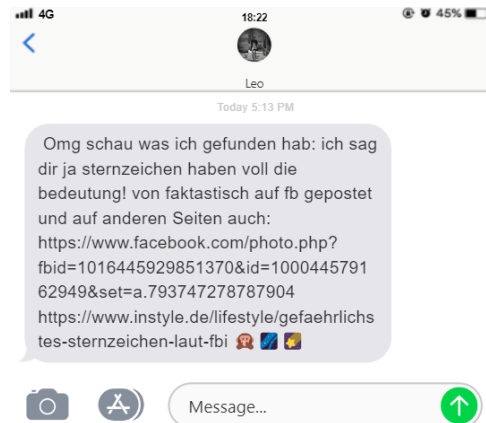 4G 18:22 45%
Leo
Today 5:13 PM
Omg schau was ich gefunden hab: ich sag
dir ja sternzeichen haben voll die
bedeutung! von faktastisch auf fb gepostet
und auf anderen Seiten auch:
https://www.facebook.com/photo.php?
fbid=1016445929851370&id=1000445791
62949&set=a.793747278787904
https://www.instyle.de/lifestyle/gefaehrlichs
tes-sternzeichen-laut-fbi 🙊 🌌 🌠
Message...